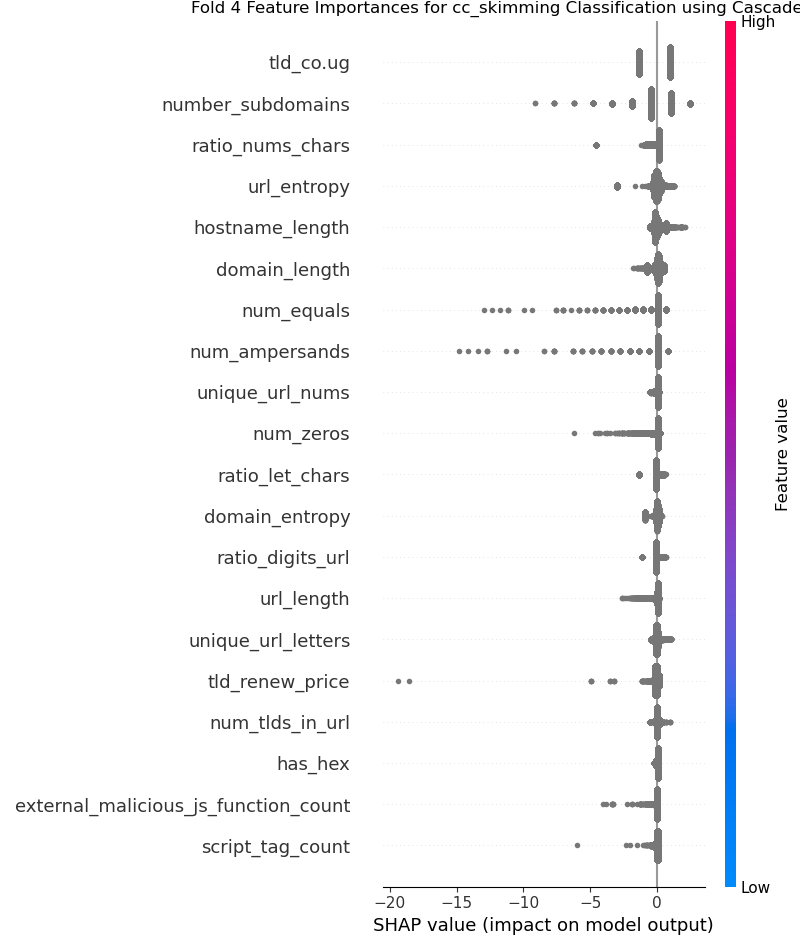 Fold 4 Feature Importances for cc_skimming Classification using Cascade
High
tld_co.ug
number_subdomains
ratio_nums_chars
url_entropy
hostname_length
domain_length
num_equals
num_ampersands
unique_url_nums
num_zeros
ratio_let_chars
domain_entropy
ratio_digits_url
url_length
unique_url_letters
tld_renew_price
num_tlds_in_url
has_hex
external_malicious_js_function_count
script_tag_count
Feature value
Low
−20 −15 −10 −5 0
SHAP value (impact on model output)